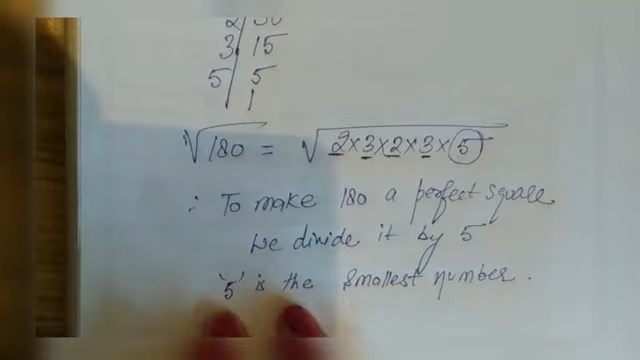 3 | 15
5 | 5
1
√180 = √2×3×2×3×5
∴ To make 180 a perfect square
we divide it by 5
'5' is the smallest number.